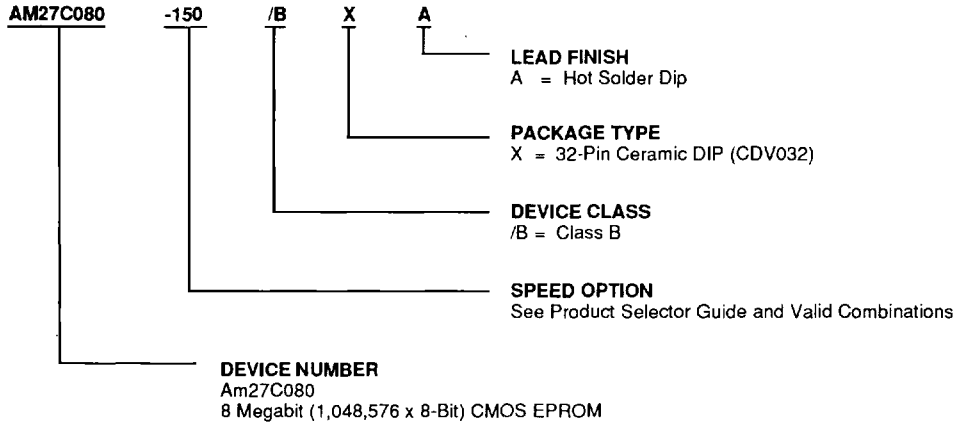 AM27C080 -150 /B X A
LEAD FINISH
A = Hot Solder Dip
PACKAGE TYPE
X = 32-Pin Ceramic DIP (CDV032)
DEVICE CLASS
/B = Class B
SPEED OPTION
See Product Selector Guide and Valid Combinations
DEVICE NUMBER
Am27C080
8 Megabit (1,048,576 x 8-Bit) CMOS EPROM